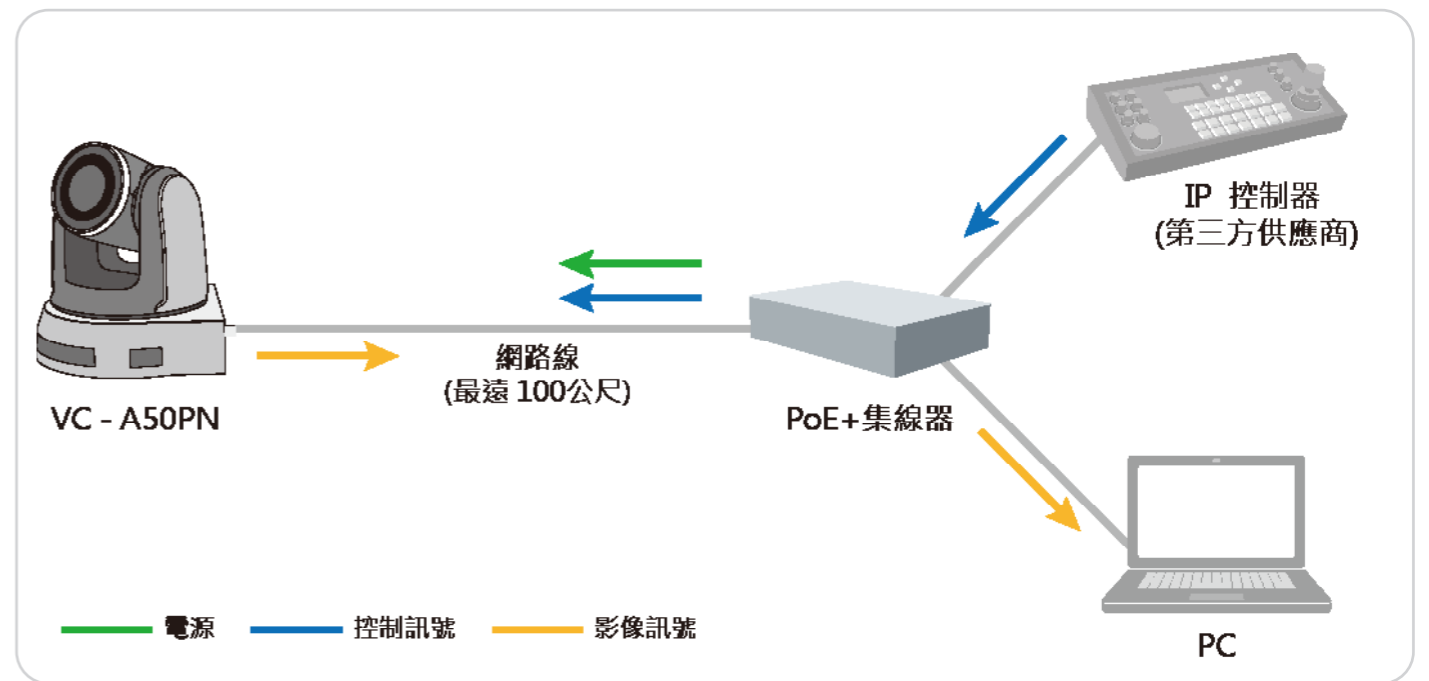 IP 控制器
(第三方供應商)
網路線
(最遠 100公尺)
VC - A50PN
PoE+集線器
電源
控制訊號
影像訊號
PC